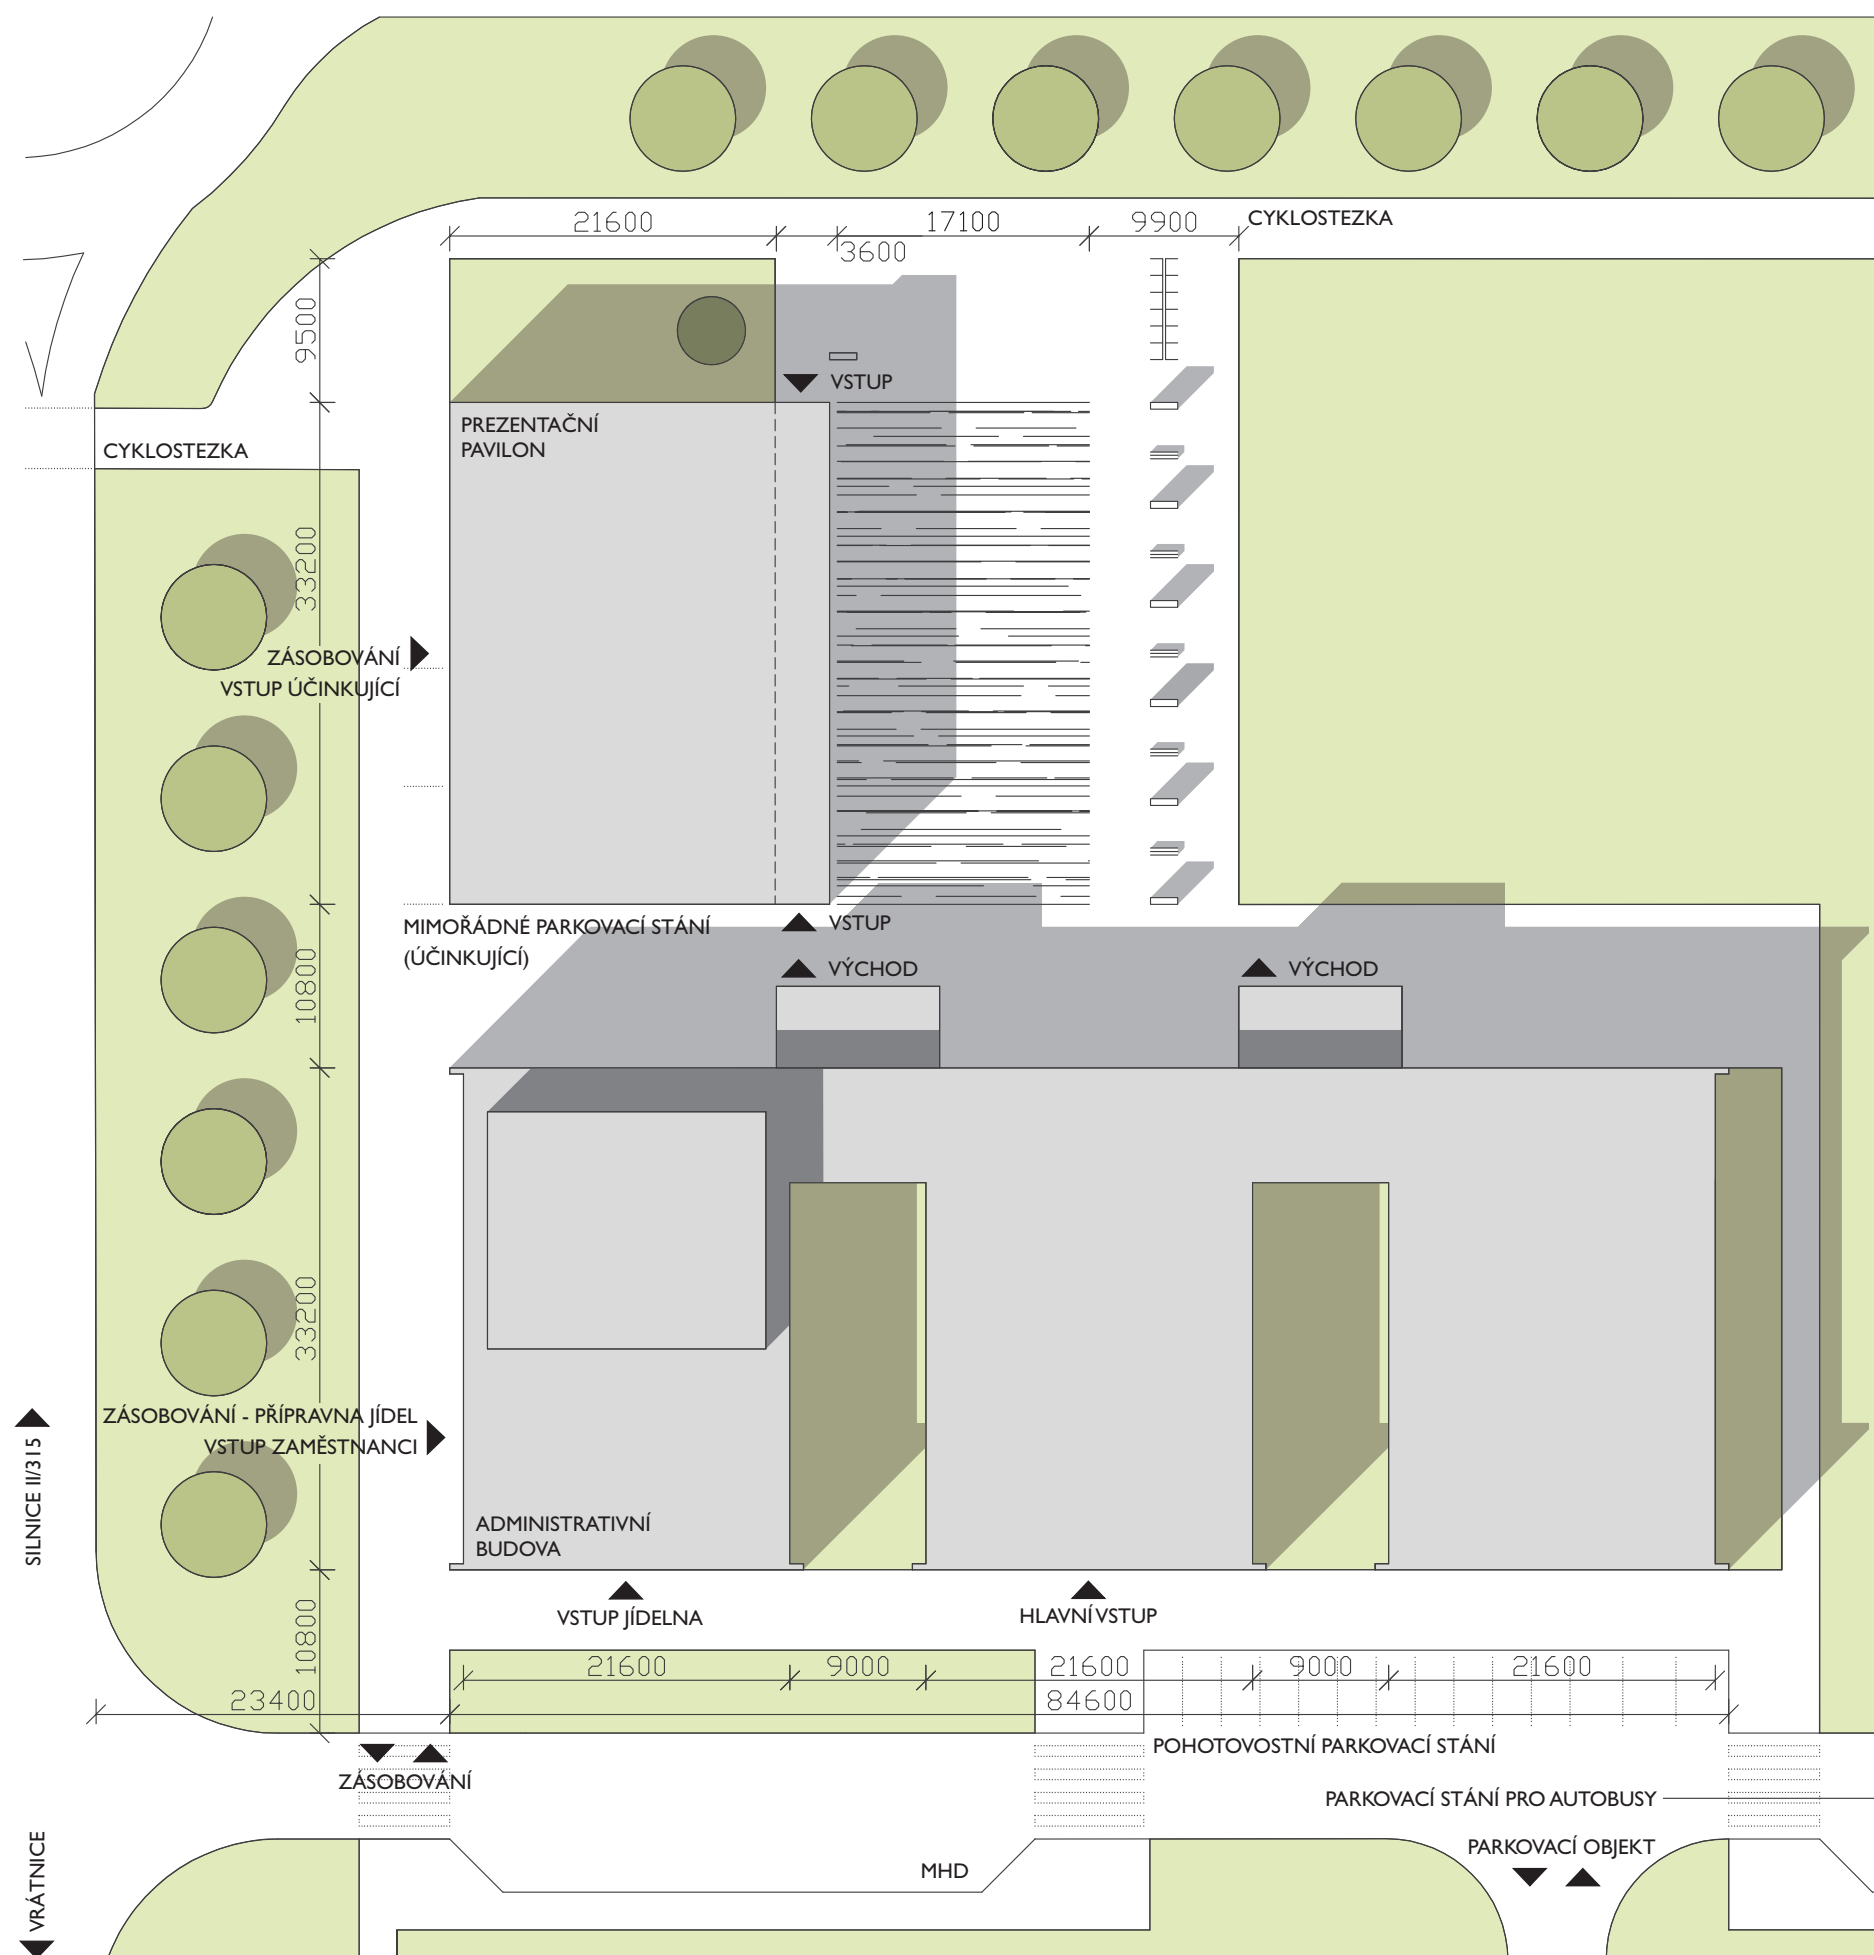 21600
17100
9900
CYKLOSTEZKA
3600
9500
VSTUP
PREZENTAČNÍ
PAVILON
CYKLOSTEZKA
33200
ZÁSOBOVÁNÍ
VSTUP ÚČINKUJÍCÍ
MIMOŘÁDNÉ PARKOVACÍ STÁNÍ
(ÚČINKUJÍCÍ)
VSTUP
VÝCHOD
VÝCHOD
10800
33200
ZÁSOBOVÁNÍ - PŘÍPRAVNA JÍDEL
VSTUP ZAMĚSTNANCI
SILNICE II/315
ADMINISTRATIVNÍ
BUDOVA
VSTUP JÍDELNA
HLAVNÍ VSTUP
10800
21600
9000
21600
9000
21600
23400
84600
POHOTOVOSTNÍ PARKOVACÍ STÁNÍ
ZÁSOBOVÁNÍ
PARKOVACÍ STÁNÍ PRO AUTOBUSY
PARKOVACÍ OBJEKT
MHD
VRÁTNICE